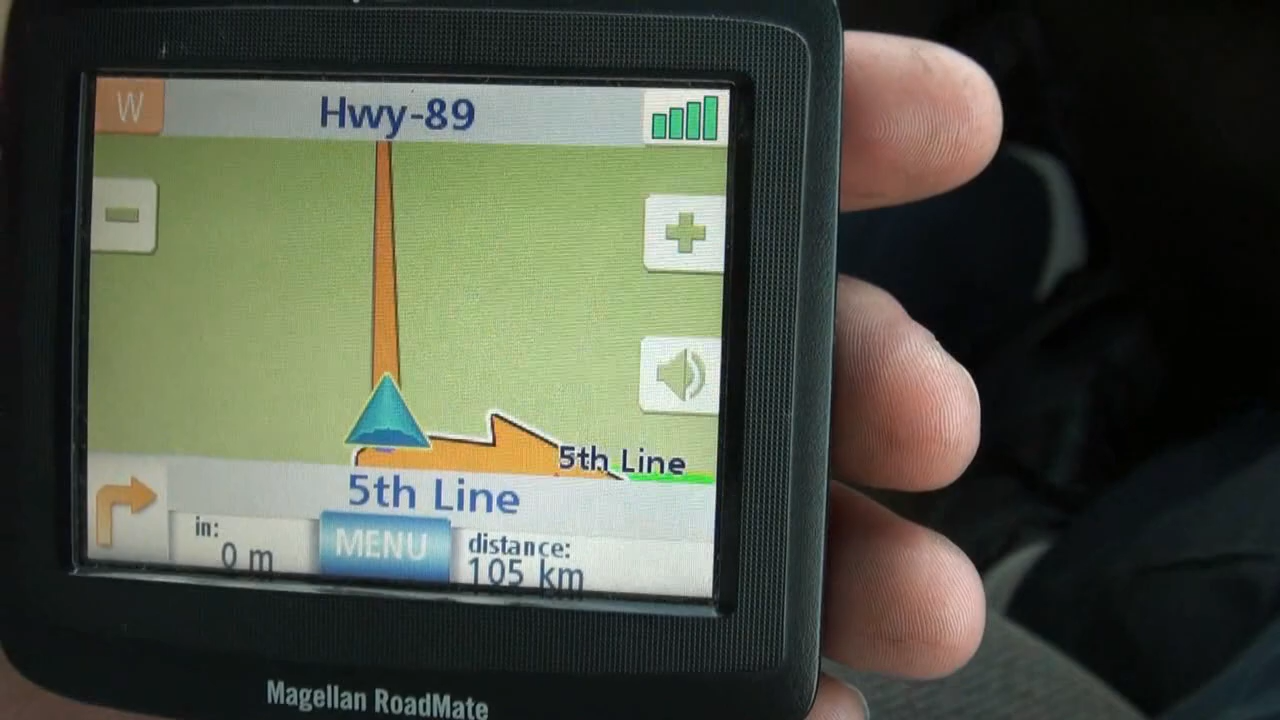 W
Hwy-89
5th Line
5th Line
in:
0 m
MENU
distance:
105 km
Magellan RoadMate